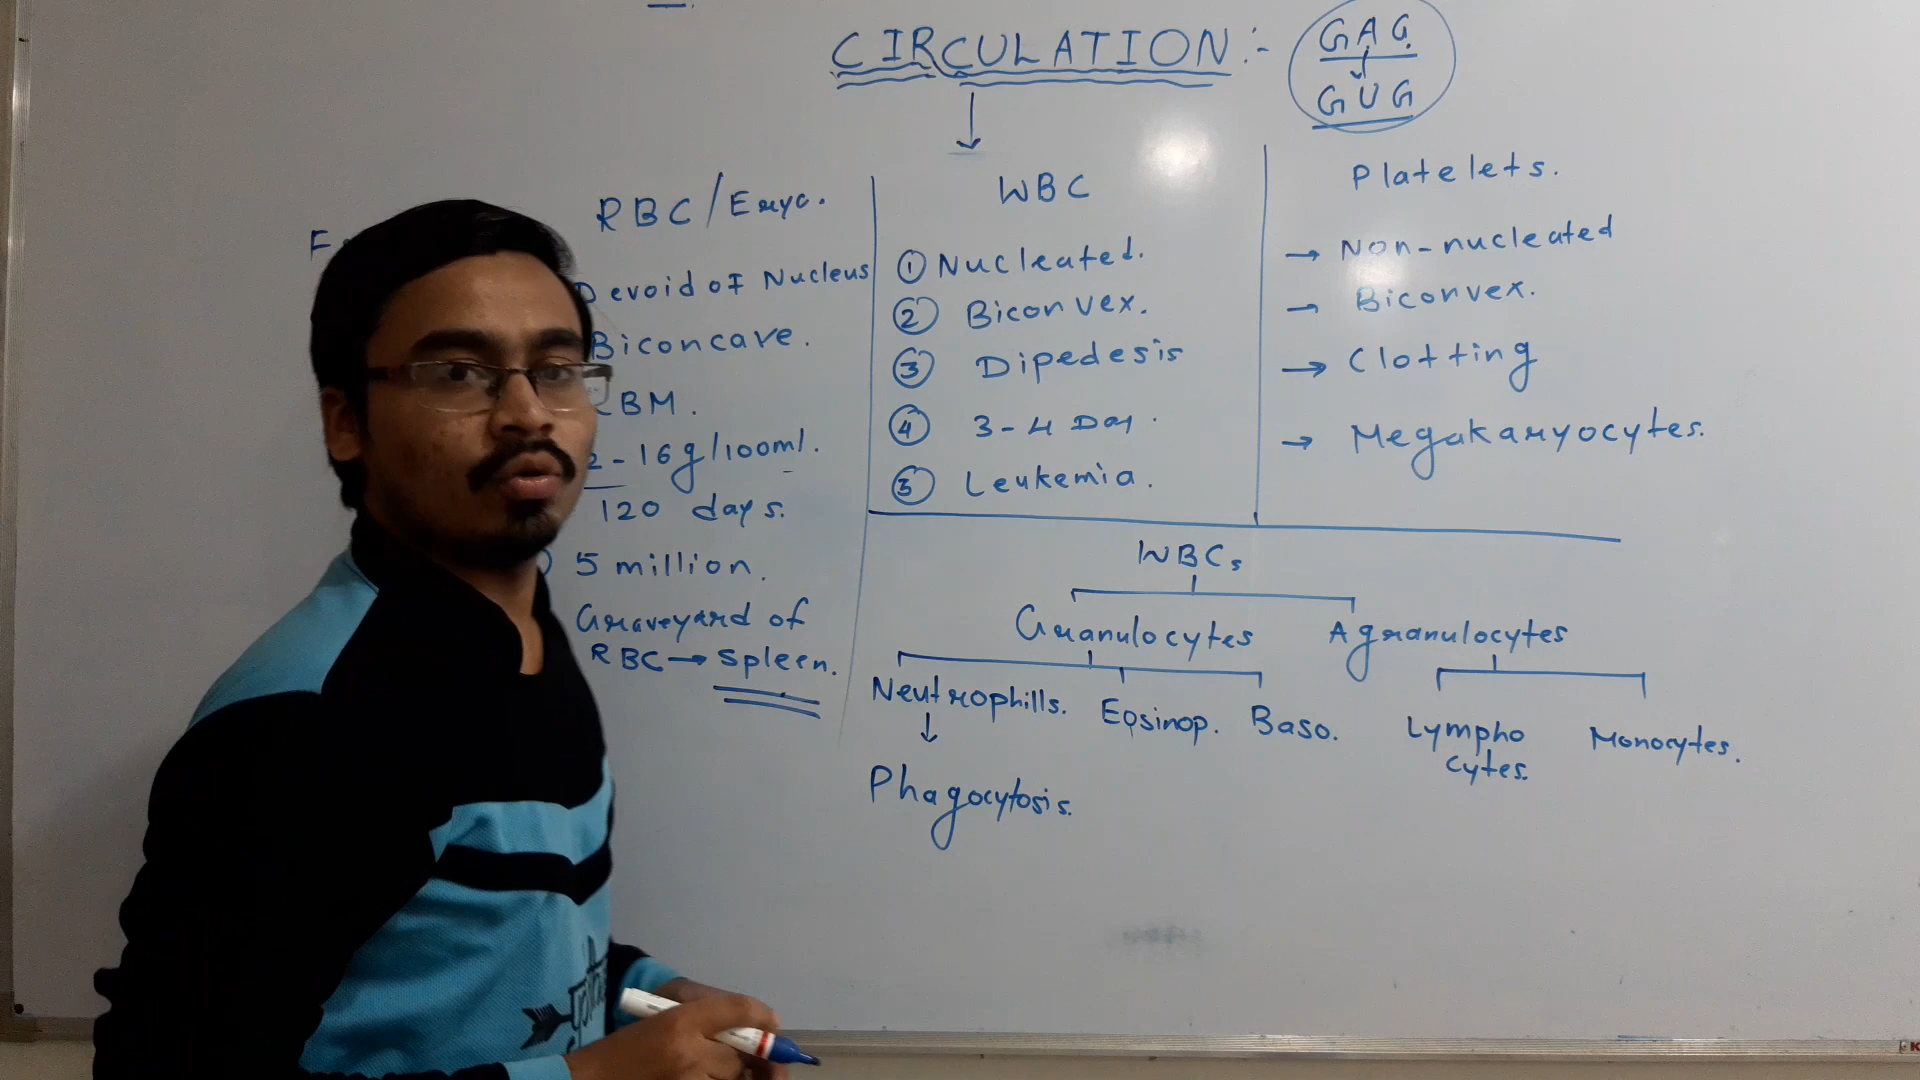 CIRCULATION :-
GAG
GUG
RBC/Eryc.
Devoid of Nucleus
Biconcave.
RBM.
2-16g/100ml.
120 days.
5 million.
Graveyard of
RBC → Spleen.
WBC
① Nucleated.
② Biconvex.
③ Dipedesis
④ 3-4 Day.
⑤ Leukemia.
Platelets.
→ Non-nucleated
→ Biconvex.
→ Clotting
→ Megakaryocytes.
WBCs
Granulocytes Agranulocytes
Neutrophills. Eosinop. Baso. Lympho Monocytes.
cytes.
Phagocytosis.